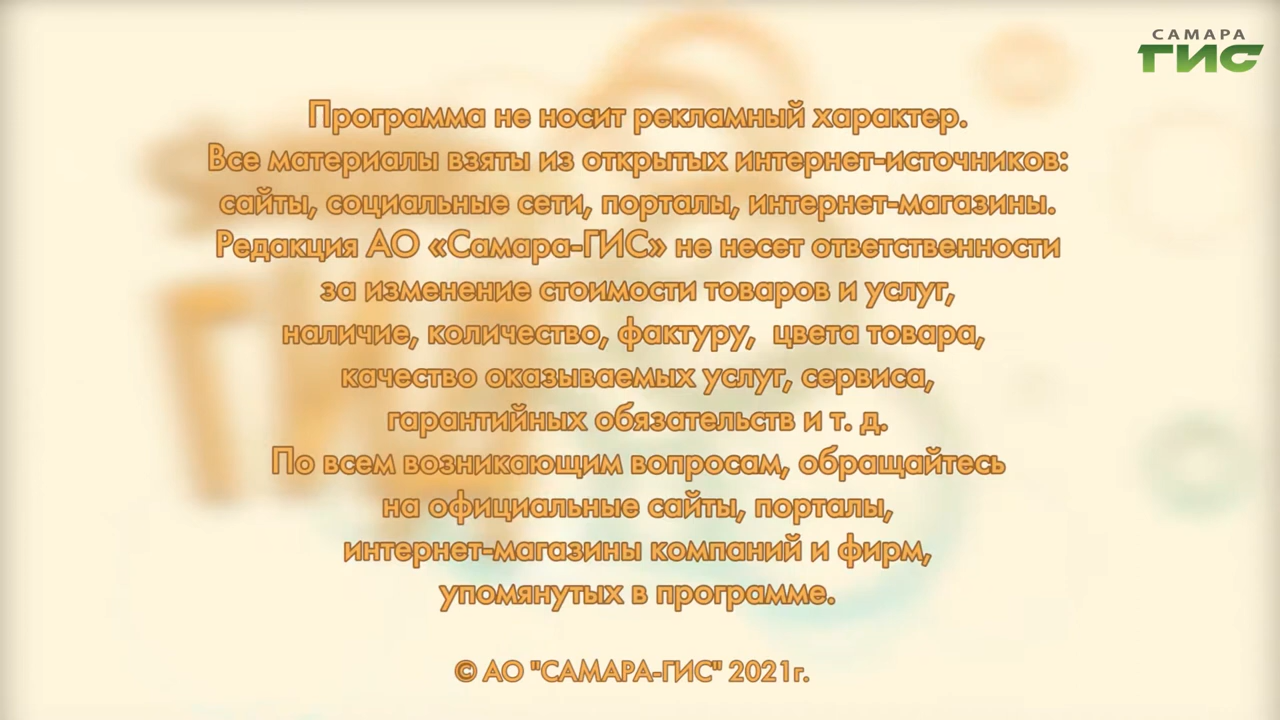 САМАРА
ГИС
Программа не носит рекламный характер.
Все материалы взяты из открытых интернет-источников:
сайты, социальные сети, порталы, интернет-магазины.
Редакция АО «Самара-ГИС» не несет ответственности
за изменение стоимости товаров и услуг,
наличие, количество, фактуру, цвета товара,
качество оказываемых услуг, сервиса,
гарантийных обязательств и т. д.
По всем возникающим вопросам, обращайтесь
на официальные сайты, порталы,
интернет-магазины компаний и фирм,
упомянутых в программе.
© АО "САМАРА-ГИС" 2021г.